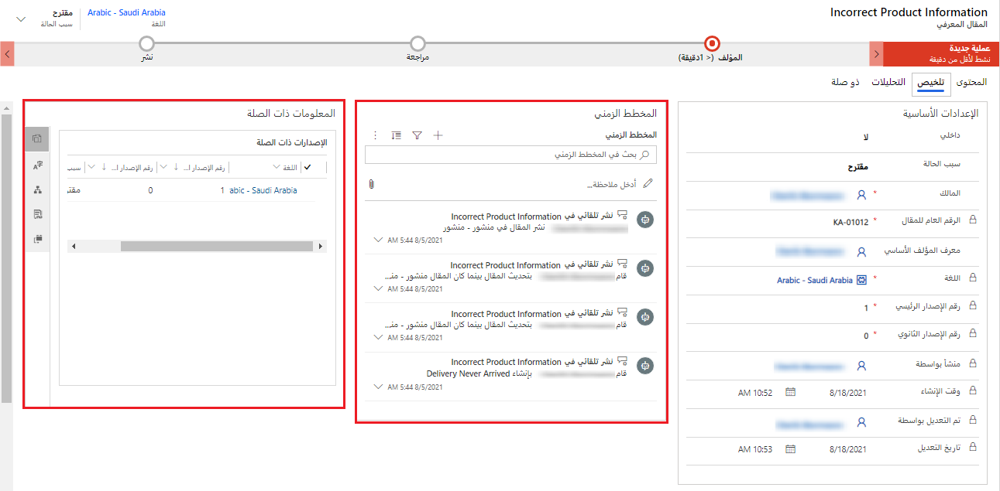 Incorrect Product Information
المقال المعرفي
Arabic - Saudi Arabia
اللغة
مقترح
سبب الحالة
عملية جديدة
نشط لأقل من دقيقة
المؤلف (< 1دقيقة)
مراجعة
نشر
المحتوى
تلخيص
التحليلات
ذو صلة
الإعدادات الأساسية
داخلي
لا
سبب الحالة
مقترح
المالك *
الرقم العام للمقال * KA-01012
معرف المؤلف الأساسي
اللغة * Arabic - Saudi Arabia
رقم الإصدار الرئيسي * 1
رقم الإصدار الثانوي * 0
منشأ بواسطة
وقت الإنشاء 8/18/2021 10:52 AM
تم التعديل بواسطة
تاريخ التعديل 8/18/2021 10:53 AM
المخطط الزمني
المخطط الزمني
بحث في المخطط الزمني
أدخل ملاحظة...
نشر تلقائي في Incorrect Product Information
نشر المقال في منشور - منشور
8/5/2021 5:44 AM
نشر تلقائي في Incorrect Product Information
قام بتحديث المقال بينما كان المقال منشور - منـ...
8/5/2021 5:44 AM
نشر تلقائي في Incorrect Product Information
قام بتحديث المقال بينما كان المقال منشور - منـ...
8/5/2021 5:44 AM
نشر تلقائي في Incorrect Product Information
قام بإنشاء Delivery Never Arrived
8/5/2021 5:44 AM
المعلومات ذات الصلة
الإصدارات ذات الصلة
اللغة
رقم الإصدار ا...
رقم الإصدار ا...
سبب
abic - Saudi Arabia 1 0 مقتر